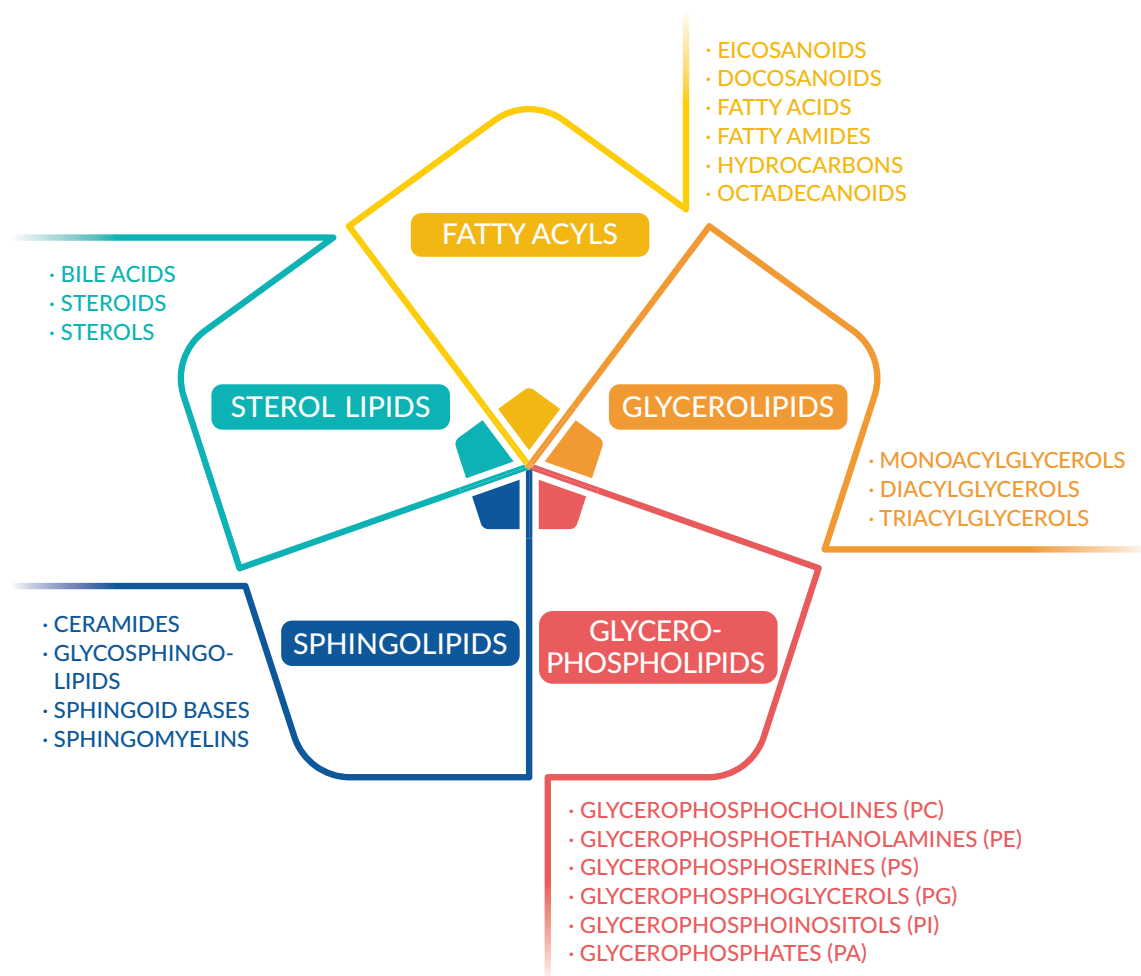 · EICOSANOIDS
· DOCOSANOIDS
· FATTY ACIDS
· FATTY AMIDES
· HYDROCARBONS
· OCTADECANOIDS
FATTY ACYLS
· BILE ACIDS
· STEROIDS
· STEROLS
STEROL LIPIDS
GLYCEROLIPIDS
· MONOACYLGLYCEROLS
· DIACYLGLYCEROLS
· TRIACYLGLYCEROLS
· CERAMIDES
· GLYCOSPHINGO-
LIPIDS
· SPHINGOID BASES
· SPHINGOMYELINS
SPHINGOLIPIDS
GLYCERO-
PHOSPHOLIPIDS
· GLYCEROPHOSPHOCHOLINES (PC)
· GLYCEROPHOSPHOETHANOLAMINES (PE)
· GLYCEROPHOSPHOSERINES (PS)
· GLYCEROPHOSPHOGLYCEROLS (PG)
· GLYCEROPHOSPHOINOSITOLS (PI)
· GLYCEROPHOSPHATES (PA)